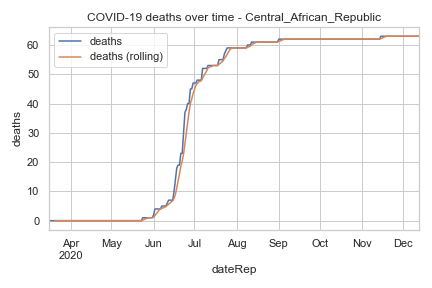 COVID-19 deaths over time - Central_African_Republic
deaths
deaths (rolling)
60
50
40
30
20
10
0
deaths
Apr May Jun Jul Aug Sep Oct Nov Dec
2020
dateRep